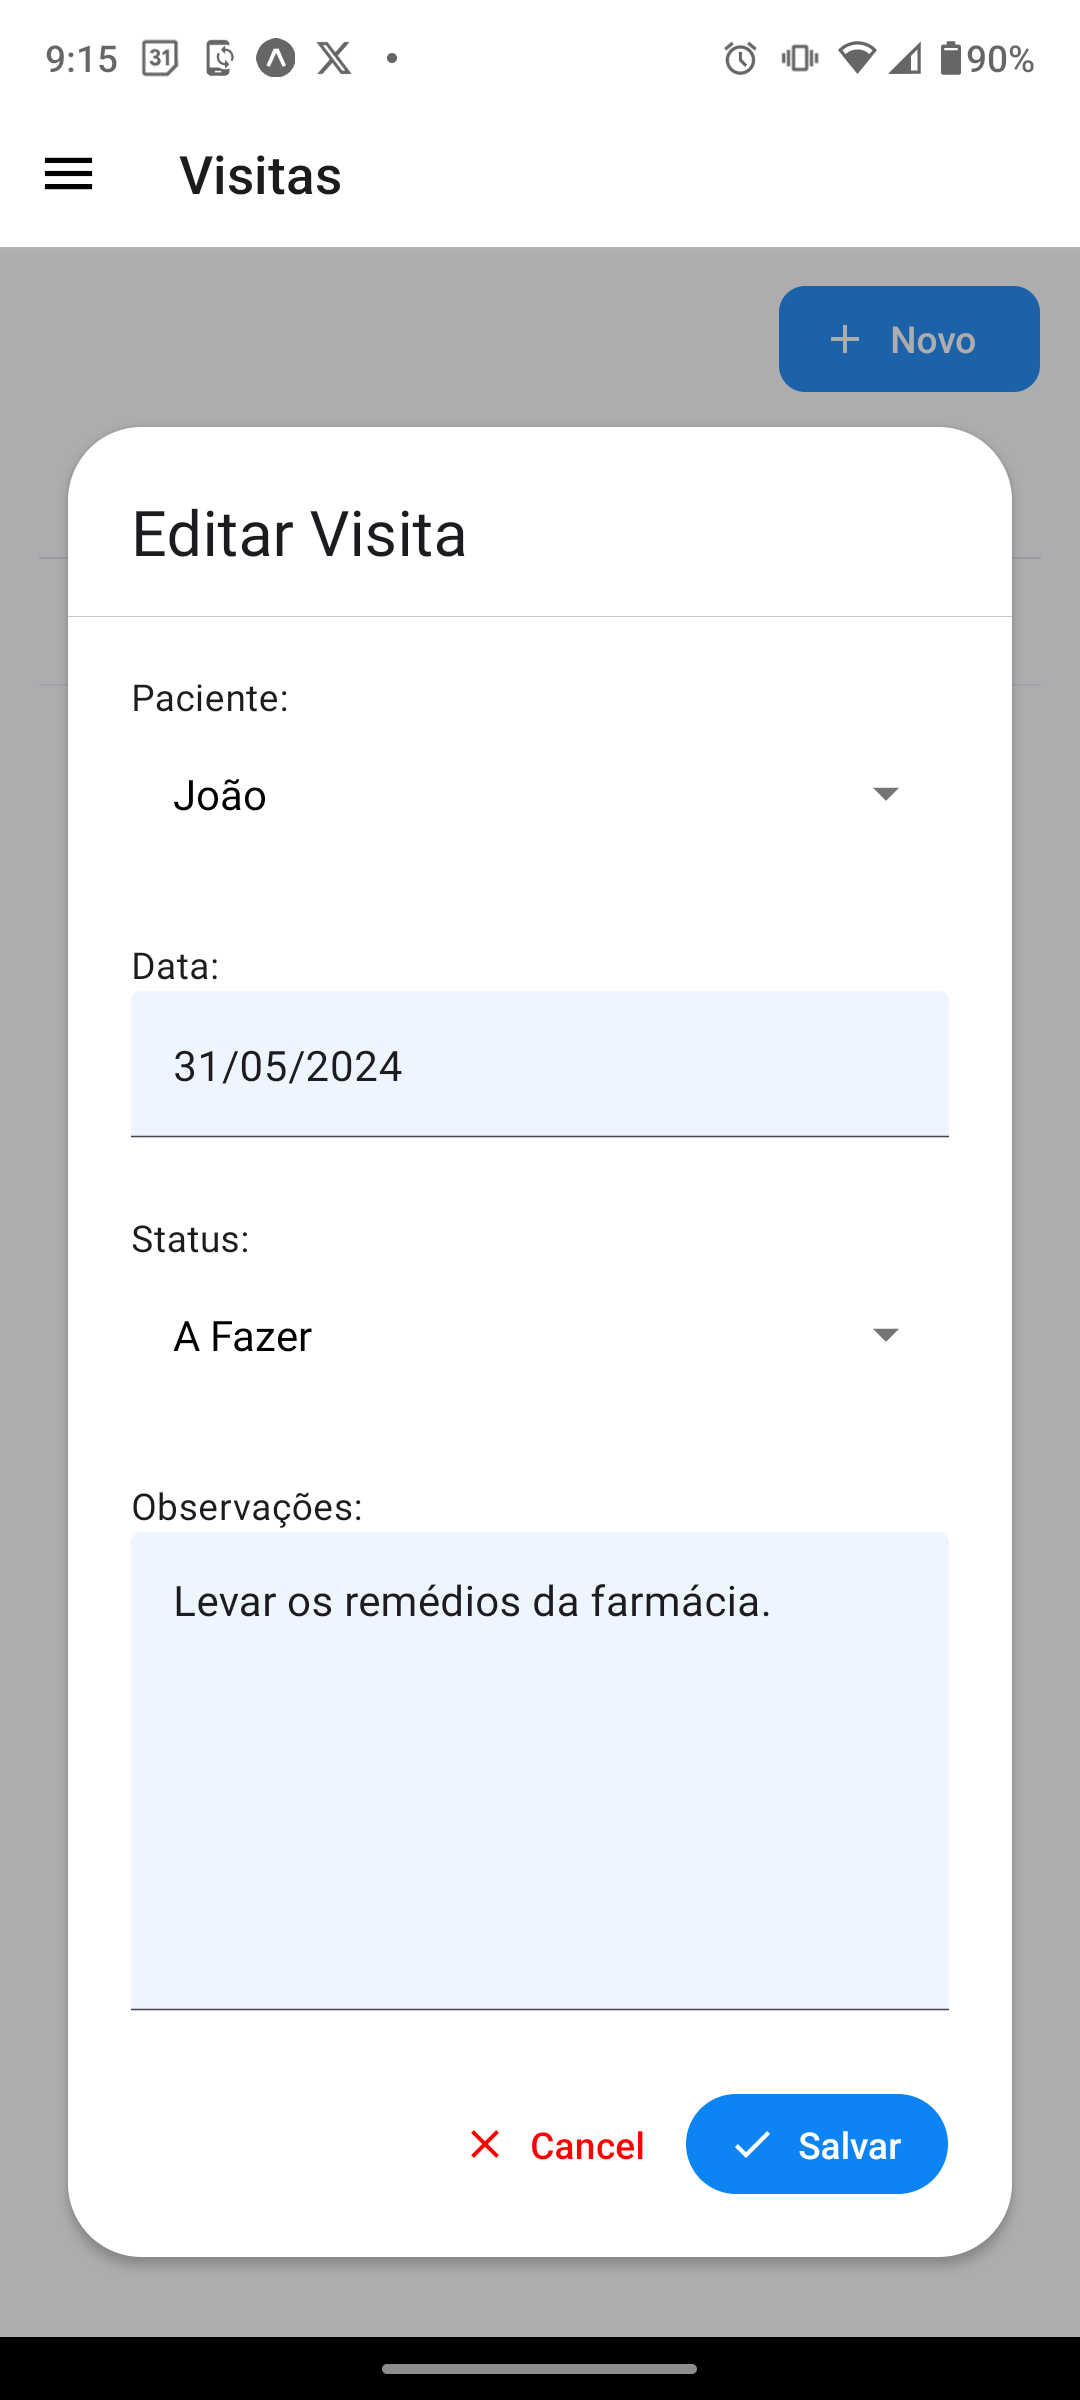 9:15 31 90%
Visitas
Novo
Editar Visita
Paciente:
João
Data:
31/05/2024
Status:
A Fazer
Observações:
Levar os remédios da farmácia.
Cancel Salvar